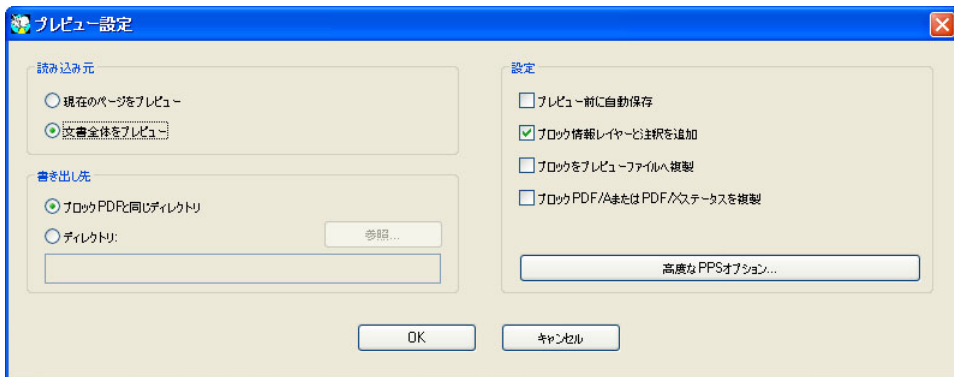 プレビュー設定
読み込み元
現在のページをプレビュー
文書全体をプレビュー
書き出し先
ブロックPDFと同じディレクトリ
ディレクトリ:
参照...
設定
プレビュー前に自動保存
ブロック情報レイヤーと注釈を追加
ブロックをプレビューファイルへ複製
ブロックPDF/AまたはPDF/Xステータスを複製
高度なPPSオプション...
OK
キャンセル